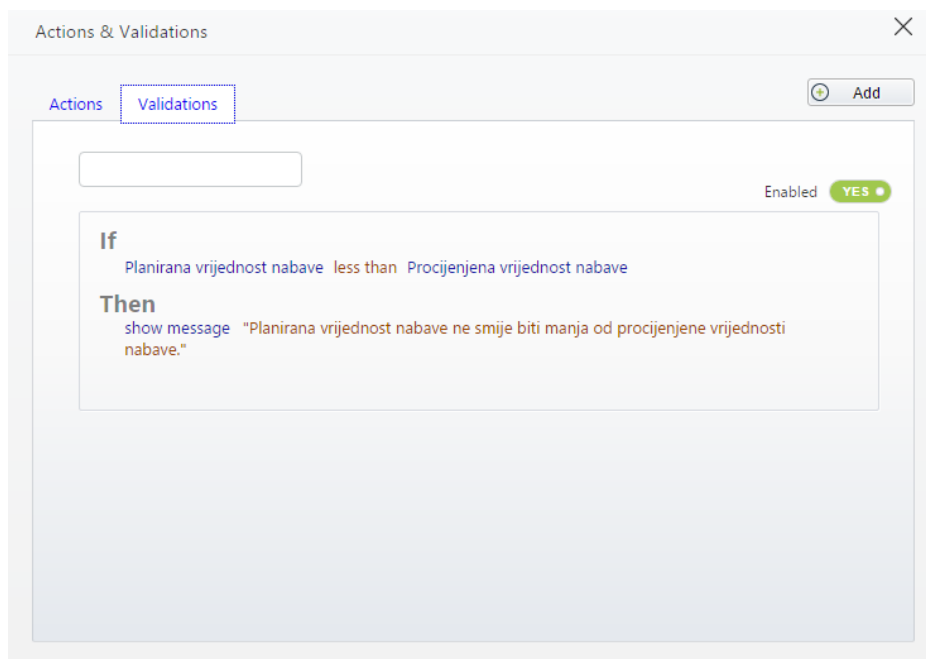 Actions & Validations
Actions
Validations
Add
Enabled
YES
If
Planirana vrijednost nabave less than Procijenjena vrijednost nabave
Then
show message "Planirana vrijednost nabave ne smije biti manja od procijenjene vrijednosti
nabave."